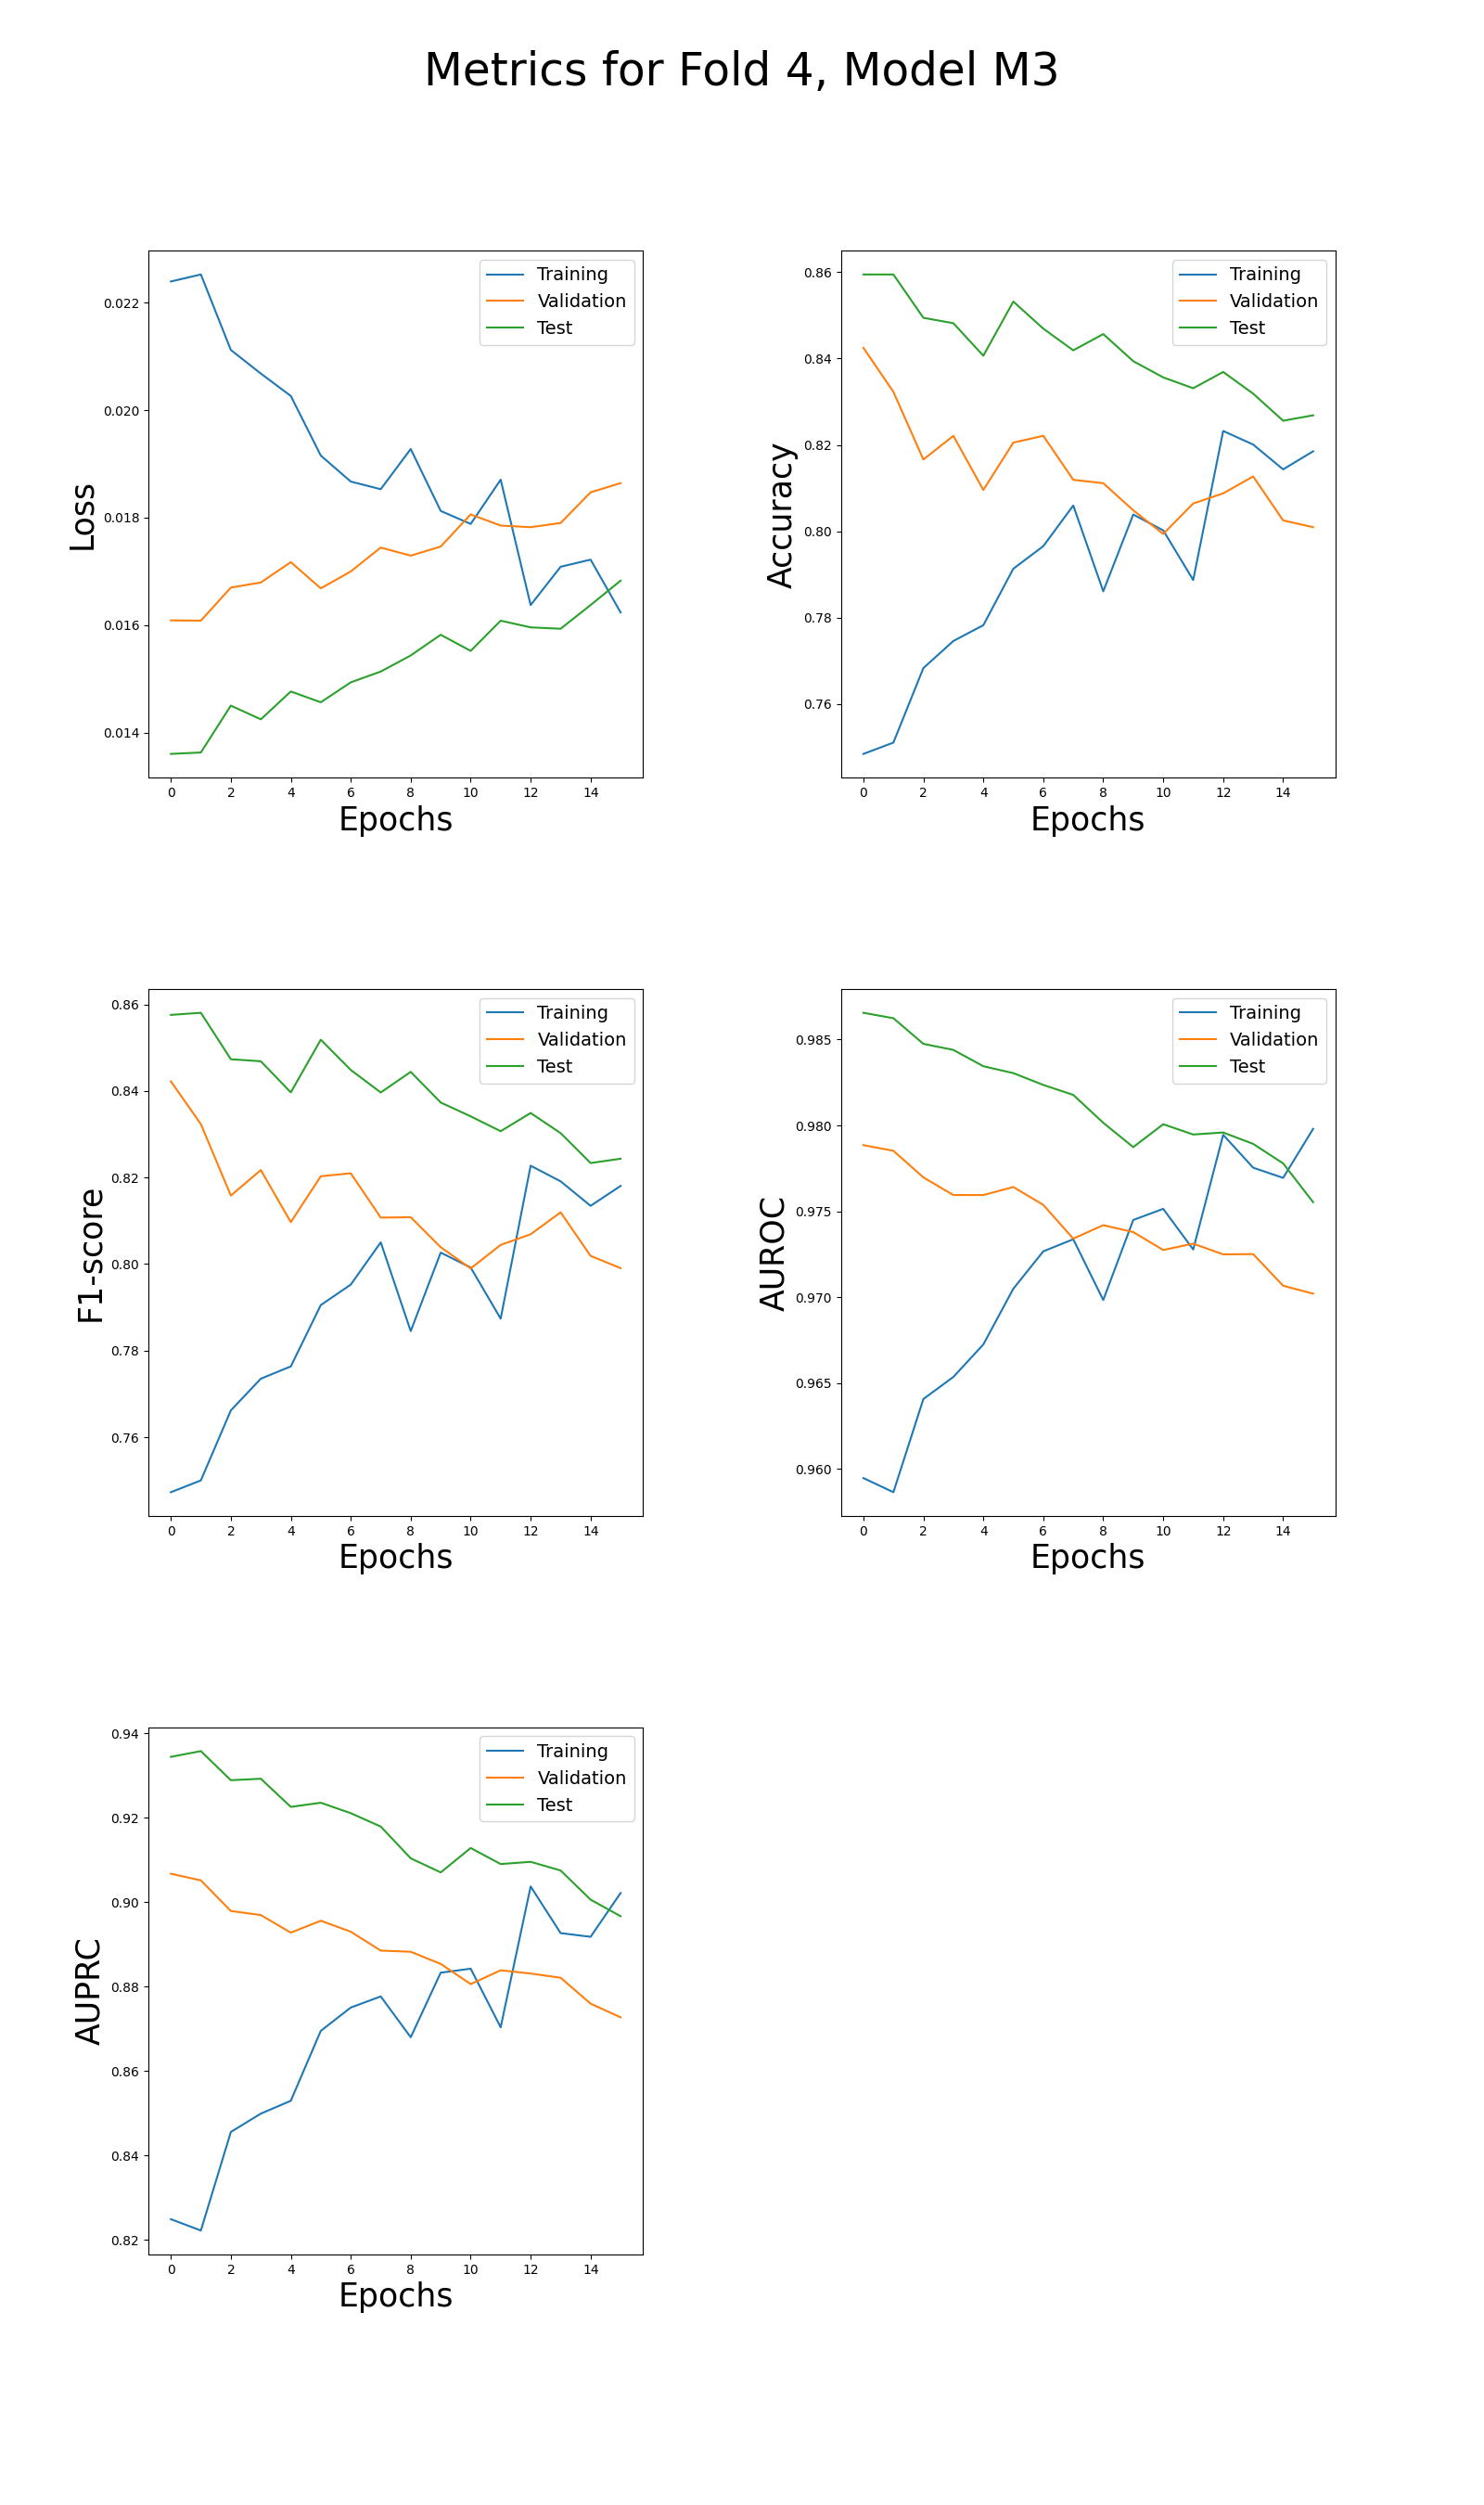 Metrics for Fold 4, Model M3
Loss
0.022
0.020
0.018
0.016
0.014
Training
Validation
Test
0 2 4 6 8 10 12 14
Epochs
Accuracy
0.86
0.84
0.82
0.80
0.78
0.76
Training
Validation
Test
0 2 4 6 8 10 12 14
Epochs
F1-score
0.86
0.84
0.82
0.80
0.78
0.76
Training
Validation
Test
0 2 4 6 8 10 12 14
Epochs
AUROC
0.985
0.980
0.975
0.970
0.965
0.960
Training
Validation
Test
0 2 4 6 8 10 12 14
Epochs
AUPRC
0.94
0.92
0.90
0.88
0.86
0.84
0.82
Training
Validation
Test
0 2 4 6 8 10 12 14
Epochs